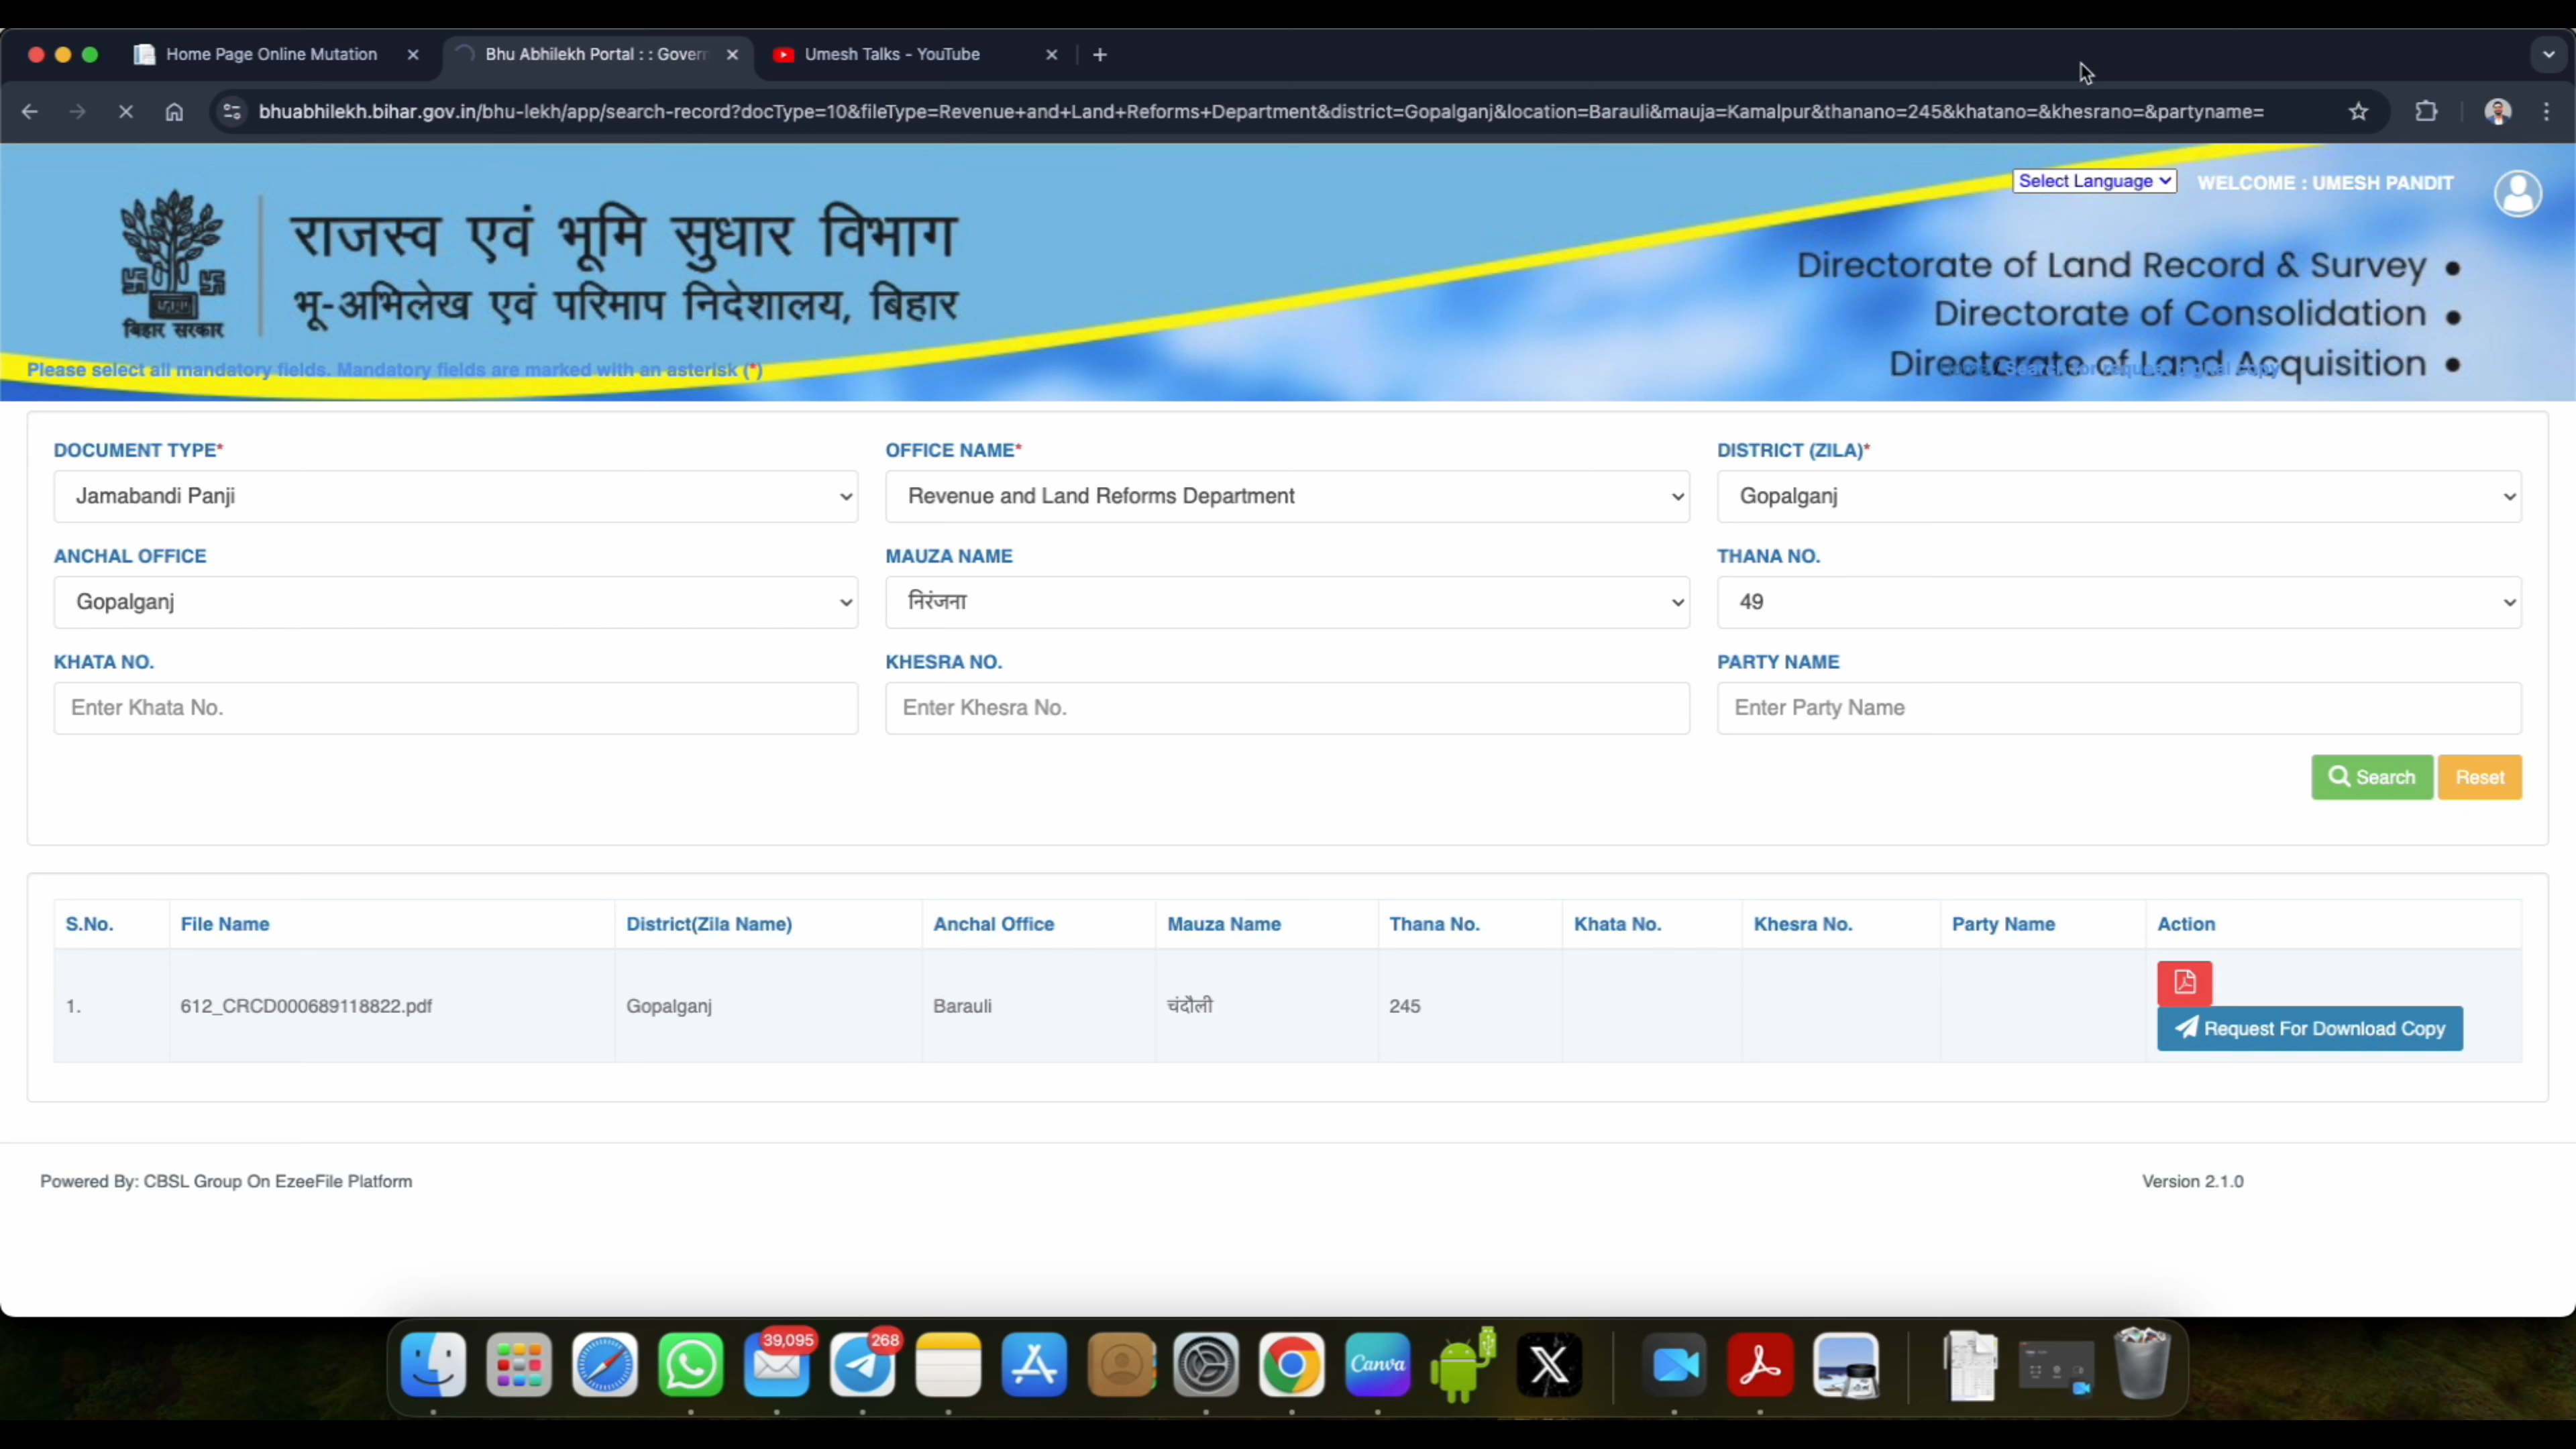 Home Page Online Mutation
Bhu Abhilekh Portal : : Govern
Umesh Talks - YouTube
bhuabhilekh.bihar.gov.in/bhu-lekh/app/search-record?docType=10&fileType=Revenue+and+Land+Reforms+Department&district=Gopalganj&location=Barauli&mauja=Kamalpur&thanano=245&khatano=&khesrano=&partyname=
Select Language
WELCOME : UMESH PANDIT
राजस्व एवं भूमि सुधार विभाग
भू-अभिलेख एवं परिमाप निदेशालय, बिहार
बिहार सरकार
Directorate of Land Record & Survey
Directorate of Consolidation
Directorate of Land Acquisition
Please select all mandatory fields. Mandatory fields are marked with an asterisk (*)
DOCUMENT TYPE* OFFICE NAME* DISTRICT (ZILA)*
Jamabandi Panji Revenue and Land Reforms Department Gopalganj
ANCHAL OFFICE MAUZA NAME THANA NO.
Gopalganj निरंजना 49
KHATA NO. KHESRA NO. PARTY NAME
Enter Khata No. Enter Khesra No. Enter Party Name
Search Reset
S.No. File Name District(Zila Name) Anchal Office Mauza Name Thana No. Khata No. Khesra No. Party Name Action
1. 612_CRCD000689118822.pdf Gopalganj Barauli चंदौली 245
Request For Download Copy
Powered By: CBSL Group On EzeeFile Platform Version 2.1.0
39,095
268
Canva